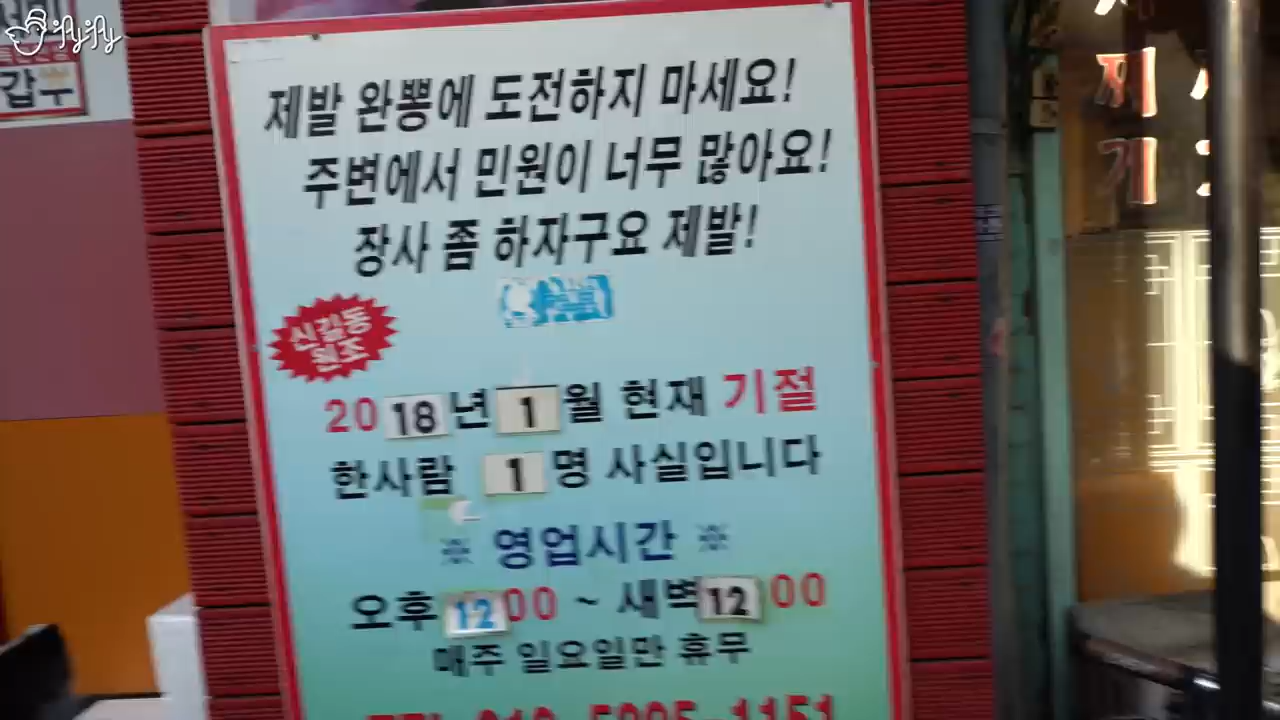 제발 완뽕에 도전하지 마세요!
주변에서 민원이 너무 많아요!
장사 좀 하자구요 제발!
신길동
원조
2018년 1월 현재 기절
한사람 1명 사실입니다
※ 영업시간 ※
오후 12 00 ~ 새벽 12 00
매주 일요일만 휴무
제
게